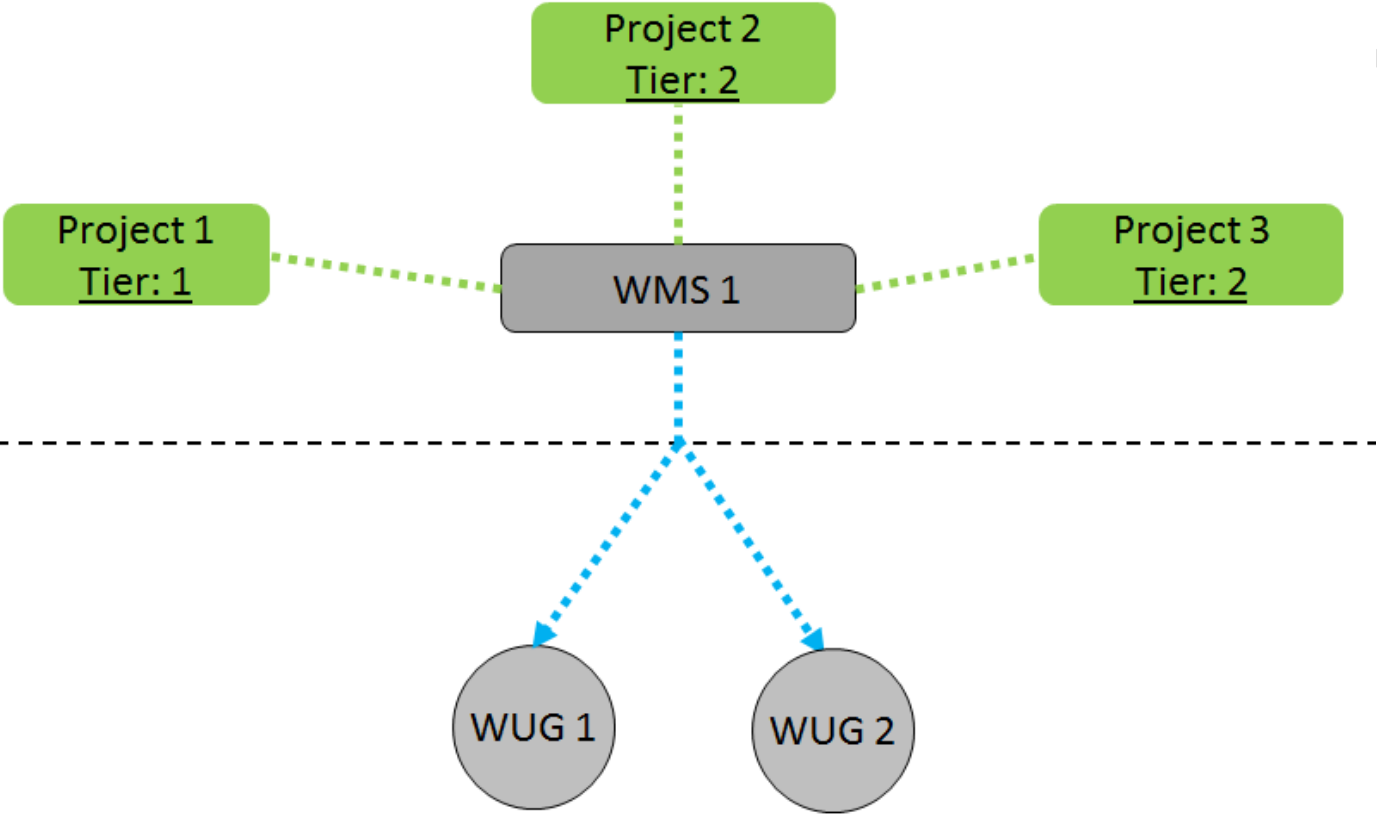 Project 2
Tier: 2
Project 1
Tier: 1
Project 3
Tier: 2
WMS 1
WUG 1
WUG 2